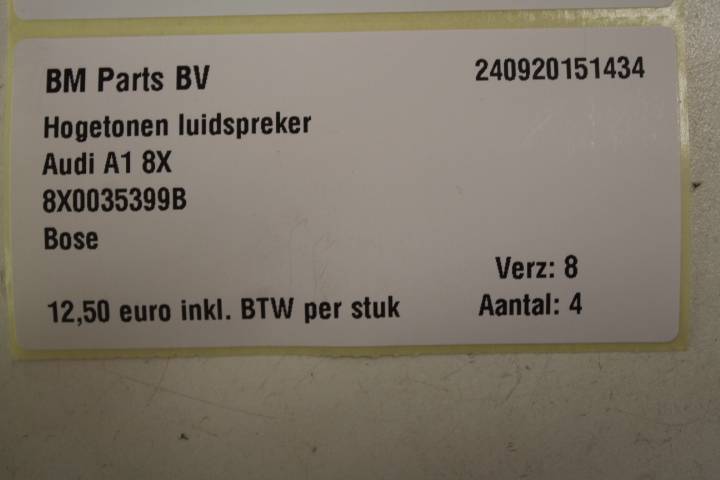 BM Parts BV 240920151434
Hogetonen luidspreker
Audi A1 8X
8X0035399B
Bose
Verz: 8
12,50 euro inkl. BTW per stuk Aantal: 4